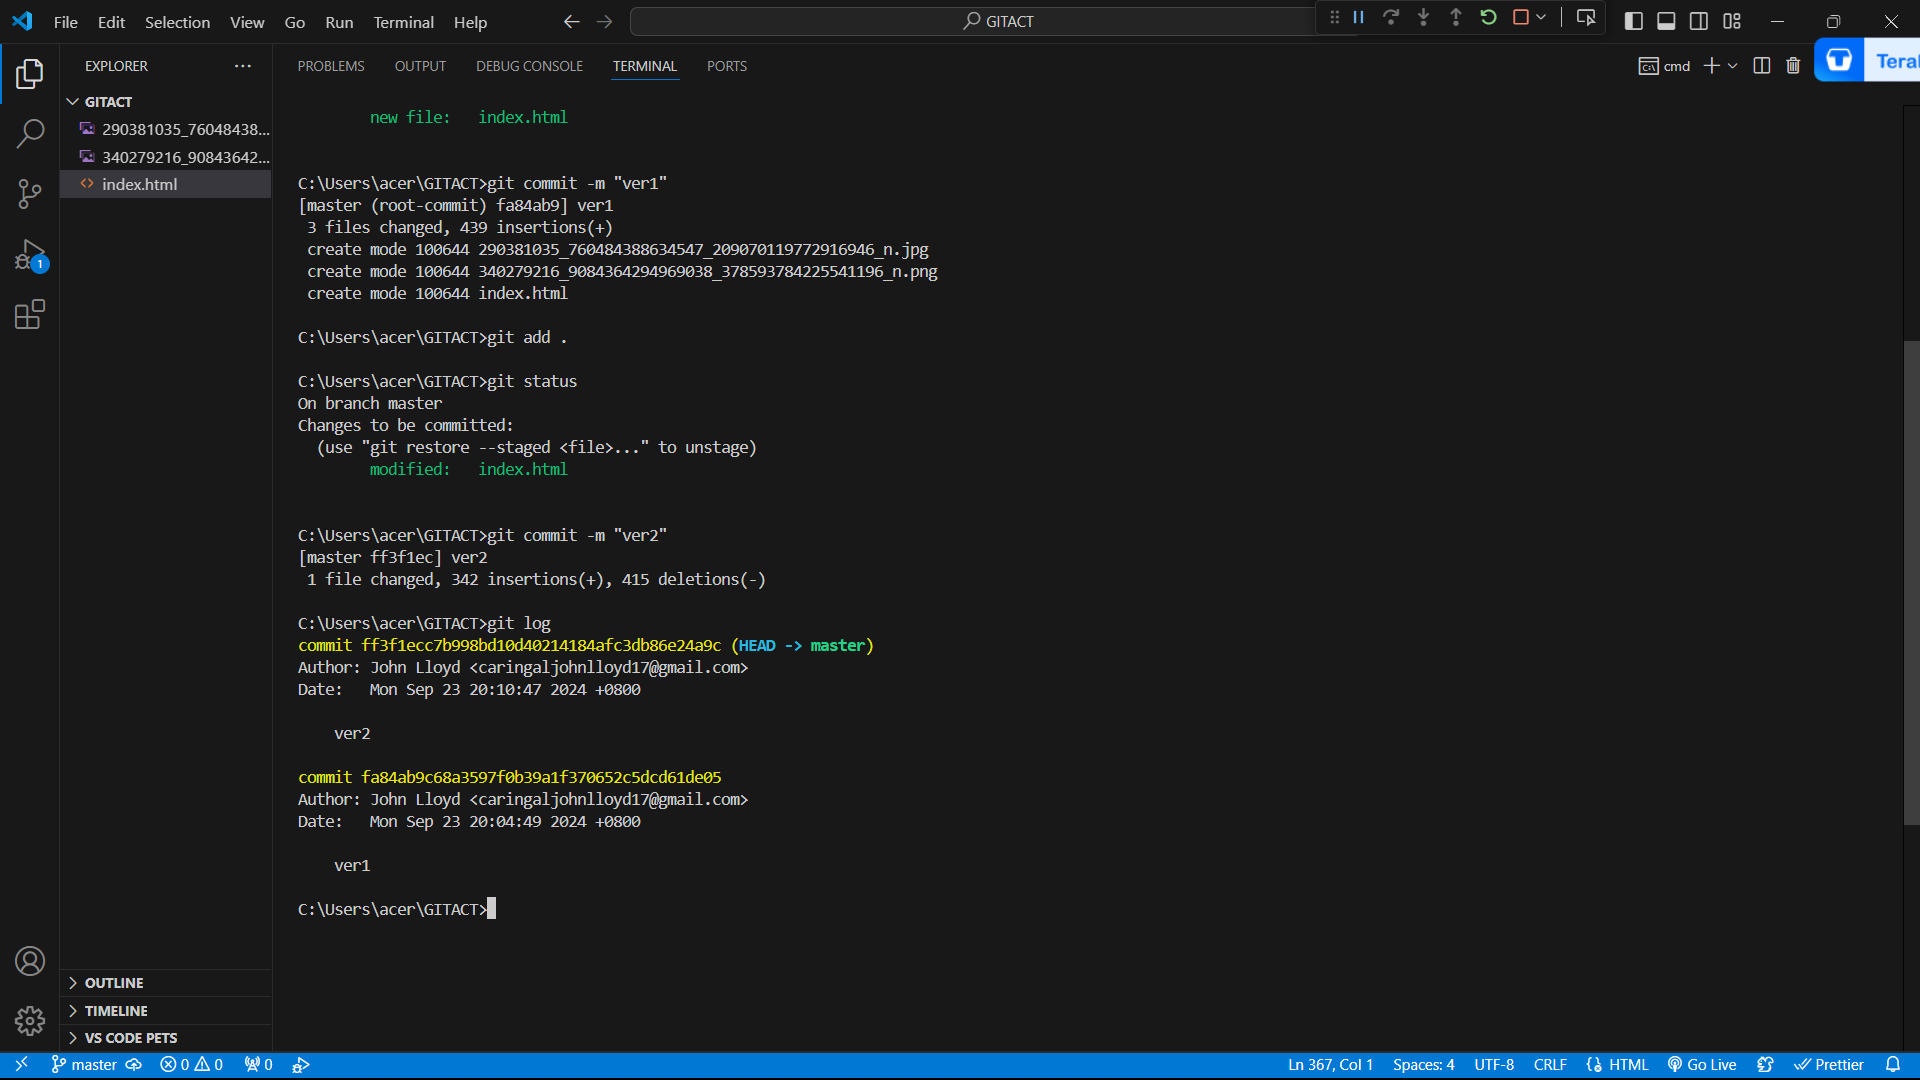 File Edit Selection View Go Run Terminal Help
GITACT
EXPLORER
PROBLEMS OUTPUT DEBUG CONSOLE TERMINAL PORTS
cmd
Teral
GITACT
290381035_76048438...
340279216_90843642...
index.html
1
new file: index.html
C:\Users\acer\GITACT>git commit -m "ver1"
[master (root-commit) fa84ab9] ver1
3 files changed, 439 insertions(+)
create mode 100644 290381035_760484388634547_209070119772916946_n.jpg
create mode 100644 340279216_9084364294969038_378593784225541196_n.png
create mode 100644 index.html
C:\Users\acer\GITACT>git add .
C:\Users\acer\GITACT>git status
On branch master
Changes to be committed:
(use "git restore --staged <file>..." to unstage)
modified: index.html
C:\Users\acer\GITACT>git commit -m "ver2"
[master ff3f1ec] ver2
1 file changed, 342 insertions(+), 415 deletions(-)
C:\Users\acer\GITACT>git log
commit ff3f1ecc7b998bd10d40214184afc3db86e24a9c (HEAD -> master)
Author: John Lloyd <caringaljohnlloyd17@gmail.com>
Date: Mon Sep 23 20:10:47 2024 +0800
ver2
commit fa84ab9c68a3597f0b39a1f370652c5dcd61de05
Author: John Lloyd <caringaljohnlloyd17@gmail.com>
Date: Mon Sep 23 20:04:49 2024 +0800
ver1
C:\Users\acer\GITACT>
OUTLINE
TIMELINE
VS CODE PETS
master 0 0 0 Ln 367, Col 1 Spaces: 4 UTF-8 CRLF HTML Go Live Prettier